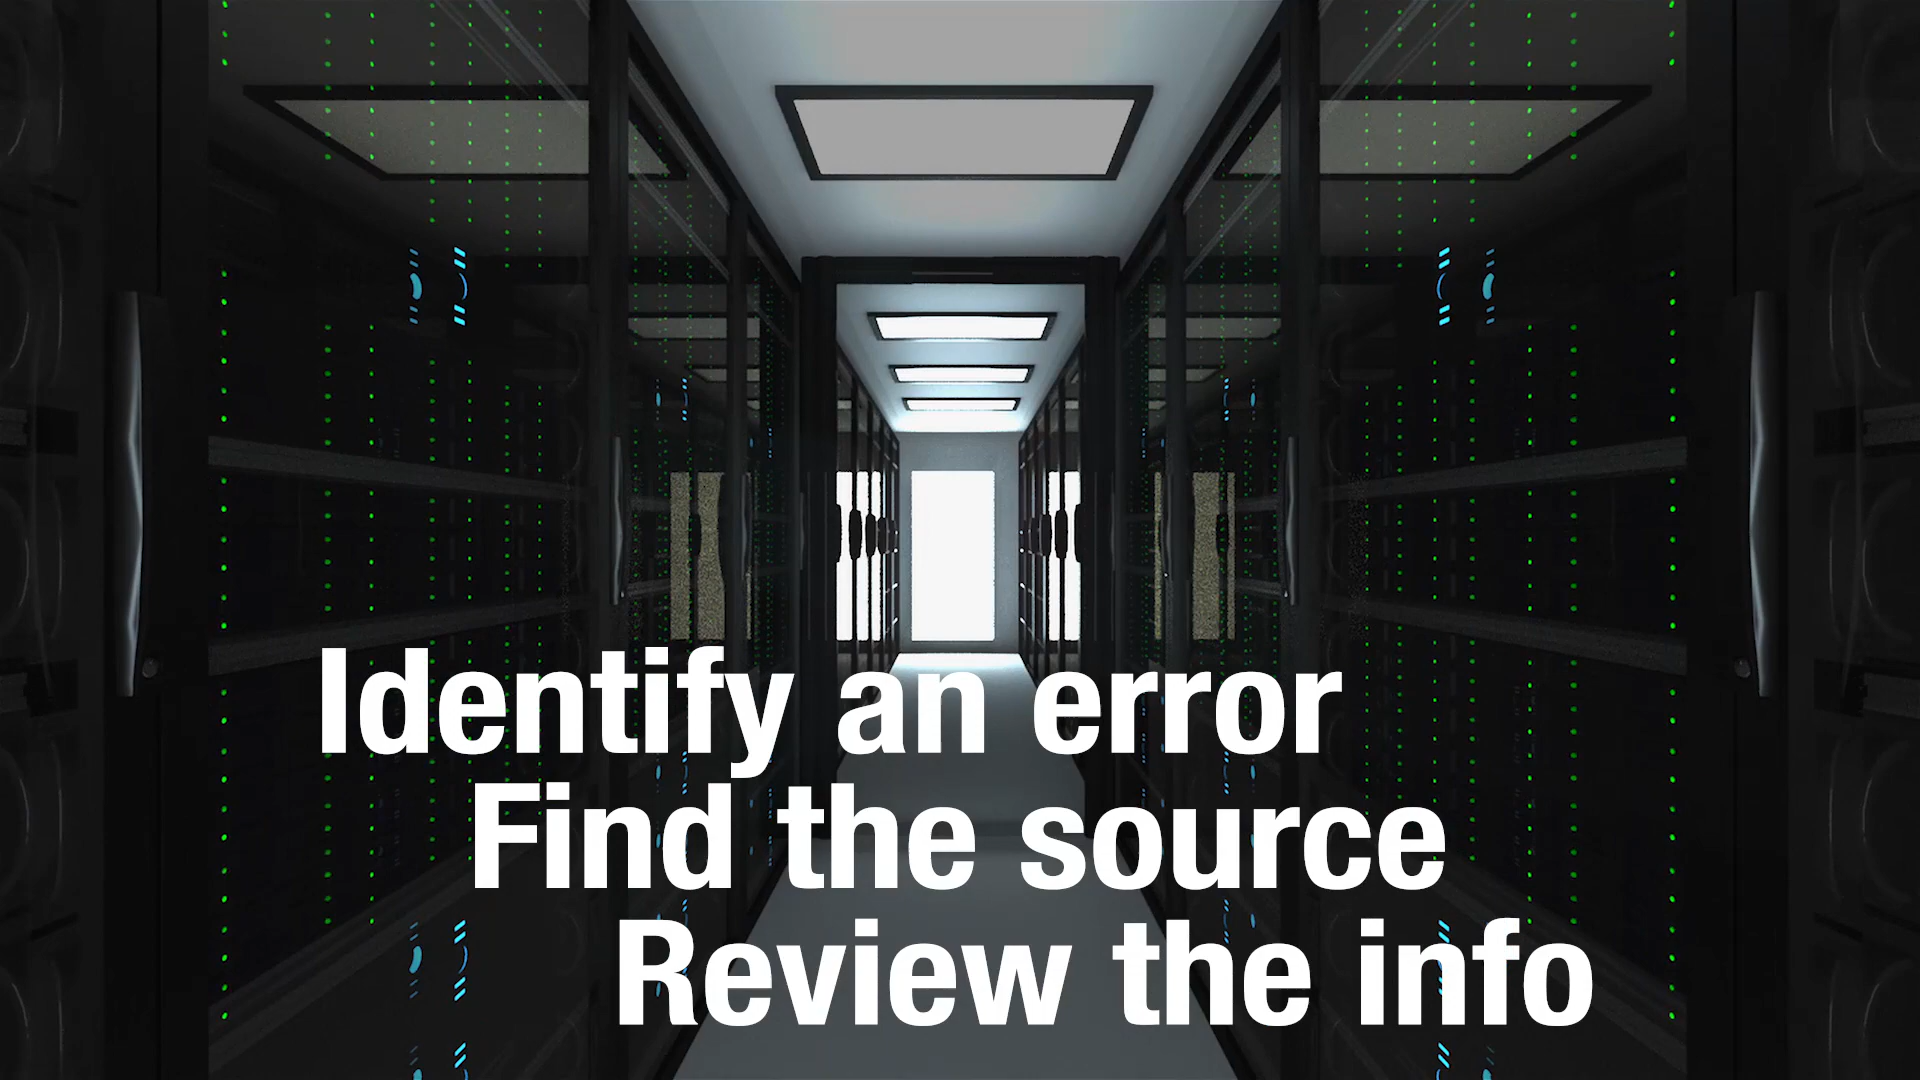 Identify an error
Find the source
Review the info